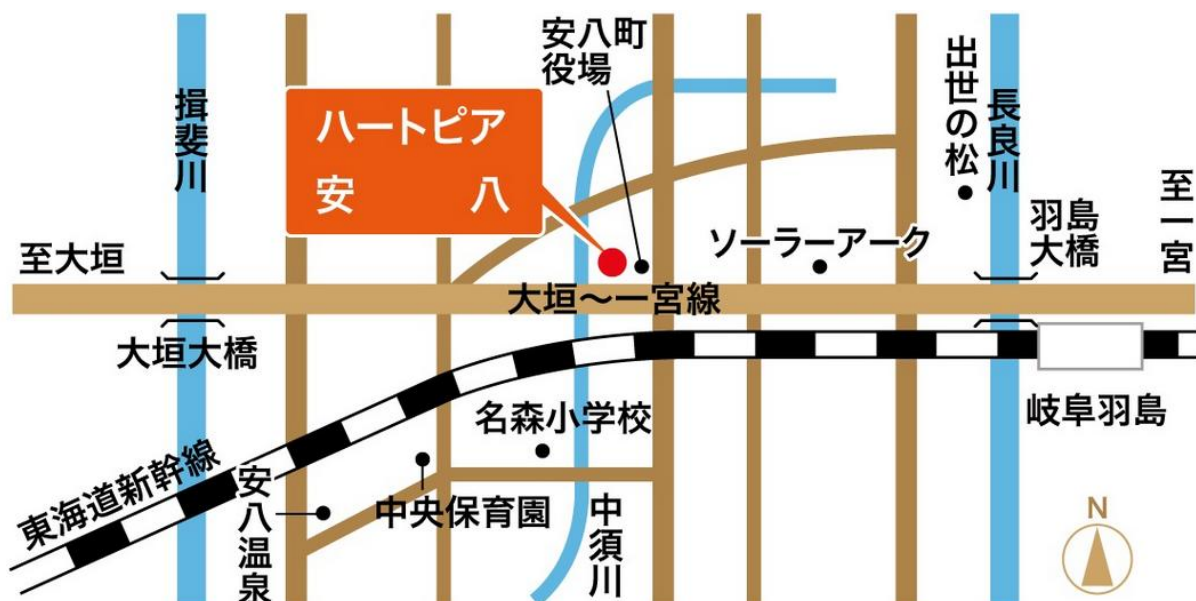 安八町
役場
ハートピア
安八
揖斐川
出世の松
長良川
至一宮
羽島
大橋
ソーラーアーク
至大垣
大垣～一宮線
大垣大橋
岐阜羽島
名森小学校
東海道新幹線
安八温泉
中央保育園
中須川
N